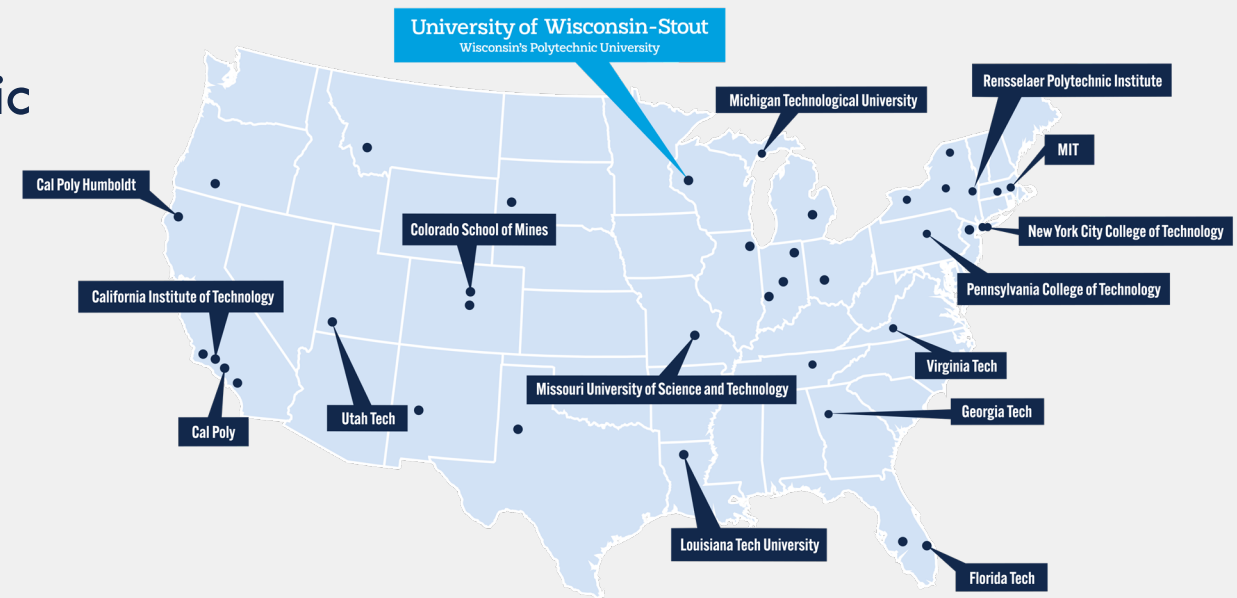 University of Wisconsin-Stout
Wisconsin's Polytechnic University
ic
Rensselaer Polytechnic Institute
Michigan Technological University
MIT
Cal Poly Humboldt
Colorado School of Mines
New York City College of Technology
California Institute of Technology
Pennsylvania College of Technology
Virginia Tech
Missouri University of Science and Technology
Utah Tech
Georgia Tech
Cal Poly
Louisiana Tech University
Florida Tech